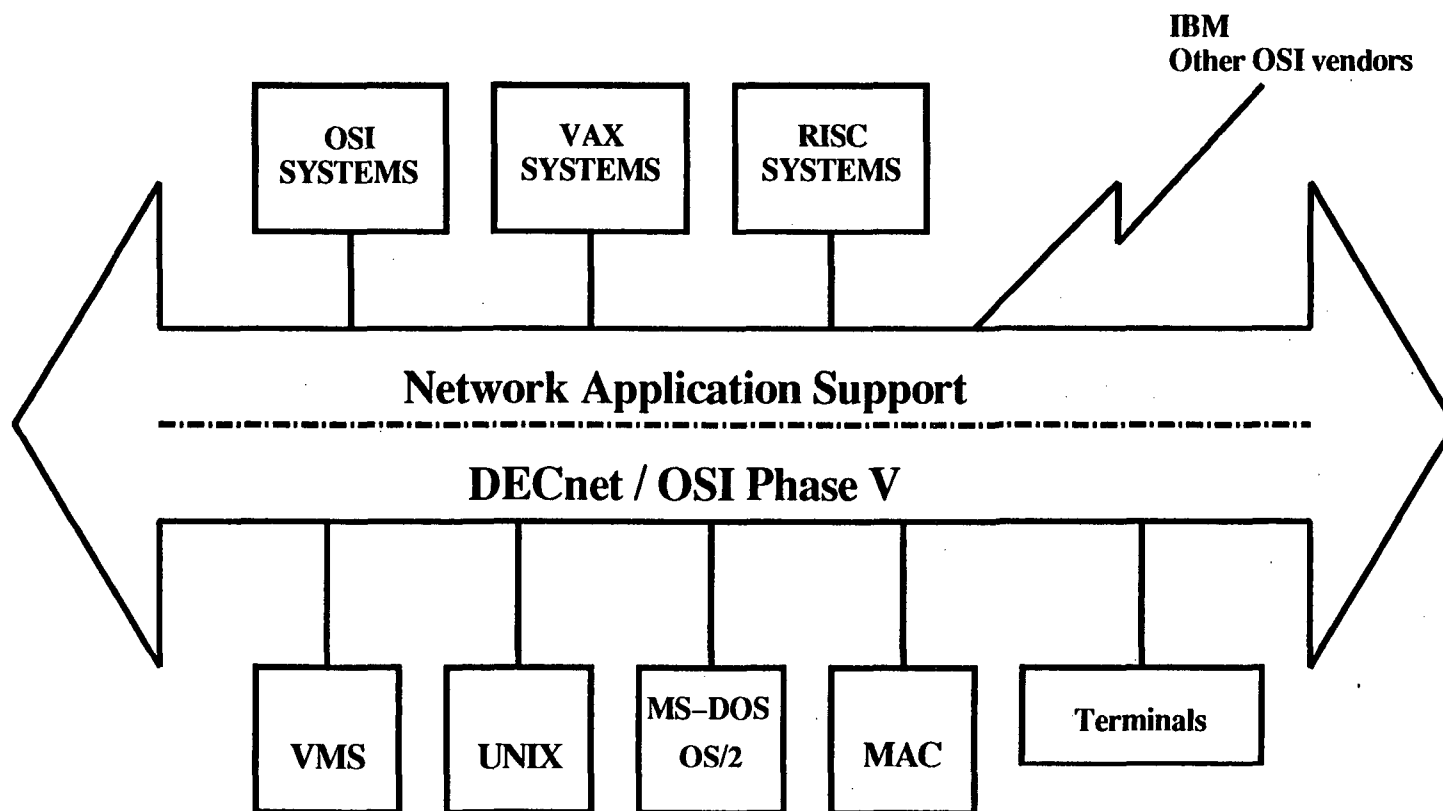 IBM
Other OSI vendors
OSI
SYSTEMS
VAX
SYSTEMS
RISC
SYSTEMS
Network Application Support
DECnet / OSI Phase V
VMS
UNIX
MS-DOS
OS/2
MAC
Terminals